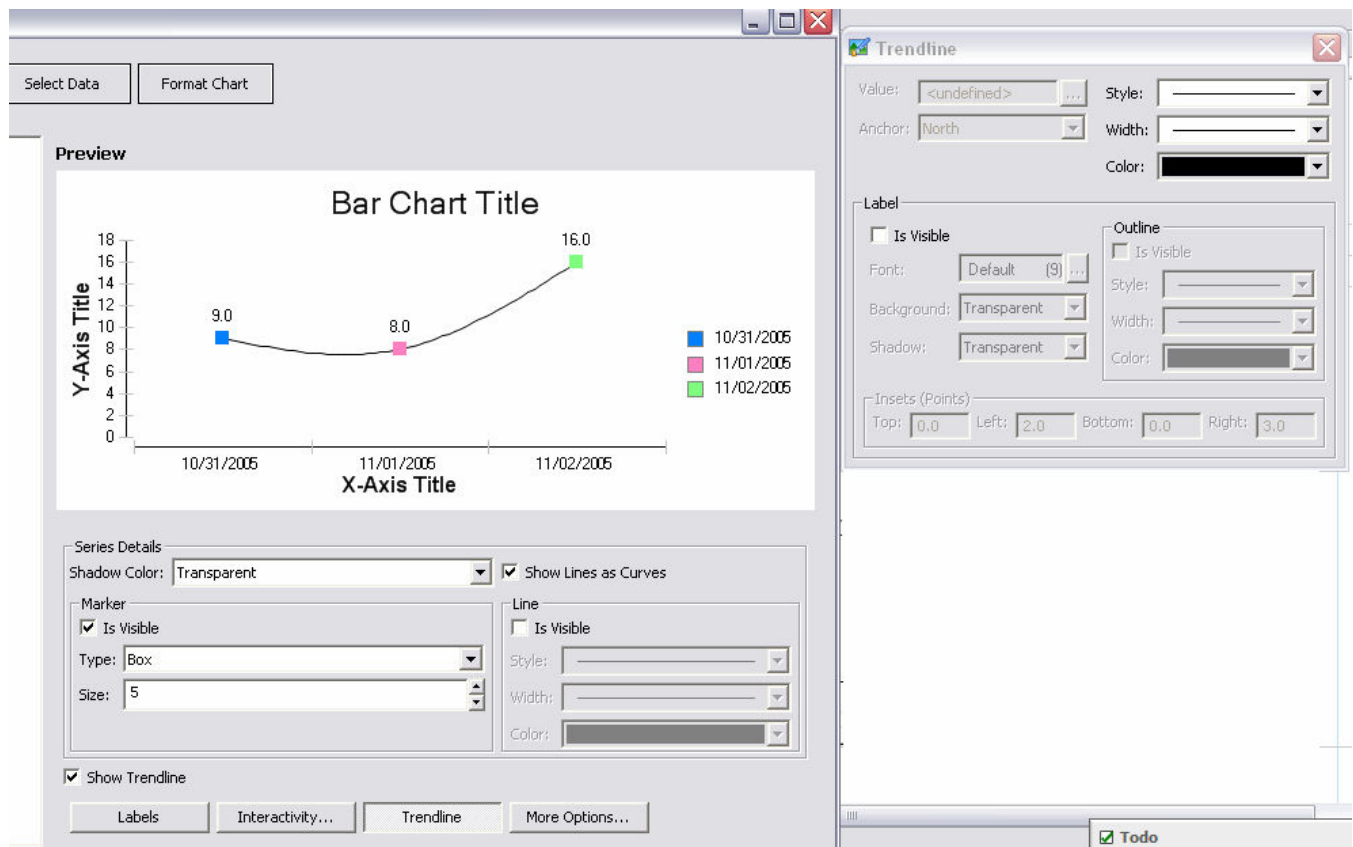 Select Data
Format Chart
Preview
Bar Chart Title
18
16
14
12
10
8
6
4
2
0
Y-Axis Title
9.0
8.0
16.0
10/31/2005
11/01/2005
11/02/2005
10/31/2005
11/01/2005
11/02/2005
X-Axis Title
Series Details
Shadow Color: Transparent
Show Lines as Curves
Marker
Is Visible
Type: Box
Size: 5
Line
Is Visible
Style:
Width:
Color:
Show Trendline
Labels
Interactivity...
Trendline
More Options...
Trendline
Value: <undefined> ...
Anchor: North
Style:
Width:
Color:
Label
Is Visible
Font: Default (9) ...
Background: Transparent
Shadow: Transparent
Outline
Is Visible
Style:
Width:
Color:
Insets (Points)
Top: 0.0 Left: 2.0 Bottom: 0.0 Right: 3.0
Todo